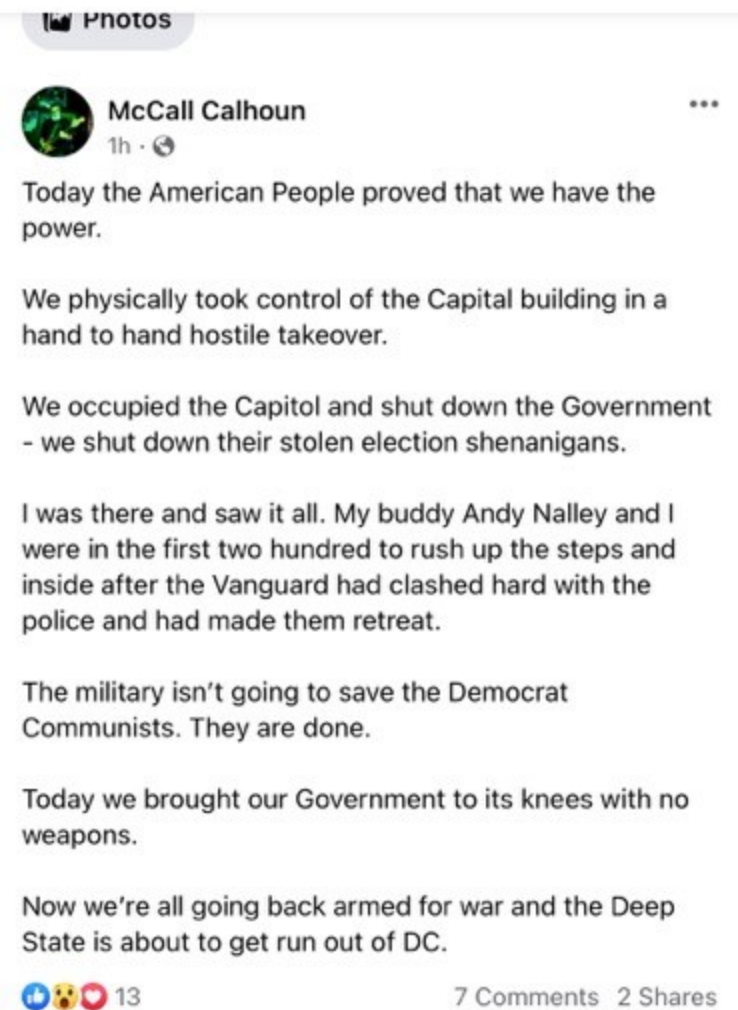 Photos
McCall Calhoun
1h ·
Today the American People proved that we have the
power.
We physically took control of the Capital building in a
hand to hand hostile takeover.
We occupied the Capitol and shut down the Government
- we shut down their stolen election shenanigans.
I was there and saw it all. My buddy Andy Nalley and I
were in the first two hundred to rush up the steps and
inside after the Vanguard had clashed hard with the
police and had made them retreat.
The military isn't going to save the Democrat
Communists. They are done.
Today we brought our Government to its knees with no
weapons.
Now we're all going back armed for war and the Deep
State is about to get run out of DC.
13 7 Comments 2 Shares